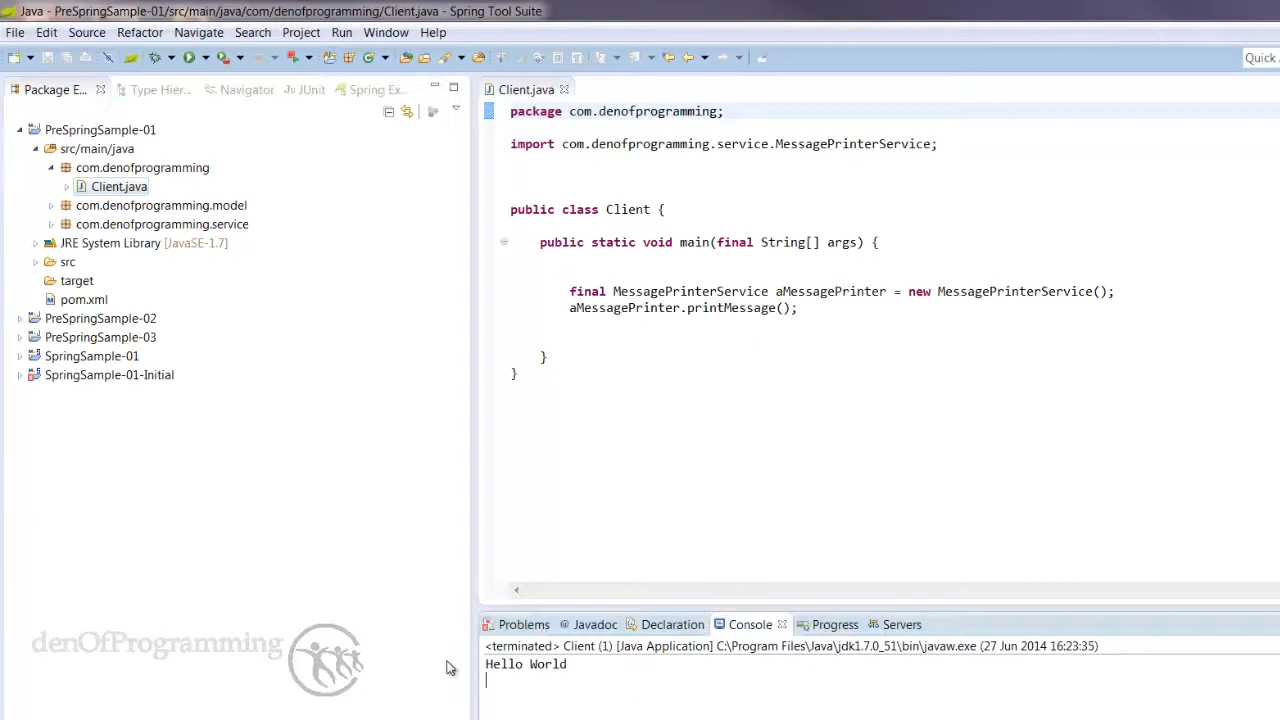 Java - PreSpringSample-01/src/main/java/com/denofprogramming/Client.java - Spring Tool Suite
File Edit Source Refactor Navigate Search Project Run Window Help
Quick
Package E... Type Hier... Navigator JUnit Spring Ex...
Client.java
PreSpringSample-01
src/main/java
com.denofprogramming
Client.java
com.denofprogramming.model
com.denofprogramming.service
JRE System Library [JavaSE-1.7]
src
target
pom.xml
PreSpringSample-02
PreSpringSample-03
SpringSample-01
SpringSample-01-Initial
package com.denofprogramming;
import com.denofprogramming.service.MessagePrinterService;
public class Client {
public static void main(final String[] args) {
final MessagePrinterService aMessagePrinter = new MessagePrinterService();
aMessagePrinter.printMessage();
}
}
Problems Javadoc Declaration Console Progress Servers
<terminated> Client (1) [Java Application] C:\Program Files\Java\jdk1.7.0_51\bin\javaw.exe (27 Jun 2014 16:23:35)
Hello World
denOfProgramming